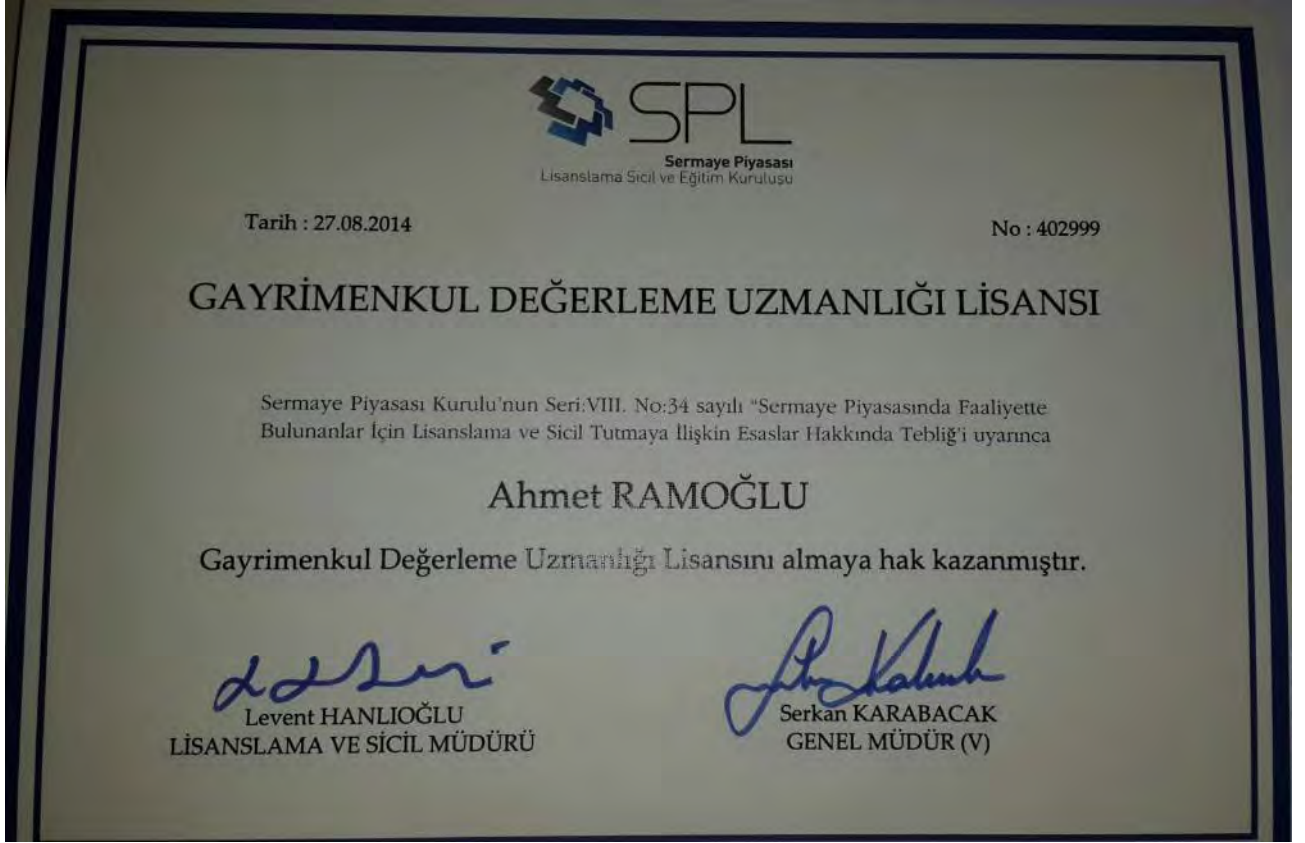 SPL
Sermaye Piyasası
Lisanslama Sicil ve Eğitim Kuruluşu
Tarih : 27.08.2014
No : 402999
GAYRİMENKUL DEĞERLEME UZMANLIĞI LİSANSI
Sermaye Piyasası Kurulu'nun Seri:VIII. No:34 sayılı "Sermaye Piyasasında Faaliyette
Bulunanlar İçin Lisanslama ve Sicil Tutmaya İlişkin Esaslar Hakkında Tebliğ'i uyarınca
Ahmet RAMOĞLU
Gayrimenkul Değerleme Uzmanlığı Lisansını almaya hak kazanmıştır.
Levent HANLIOĞLU
LİSANSLAMA VE SİCİL MÜDÜRÜ
Serkan KARABACAK
GENEL MÜDÜR (V)